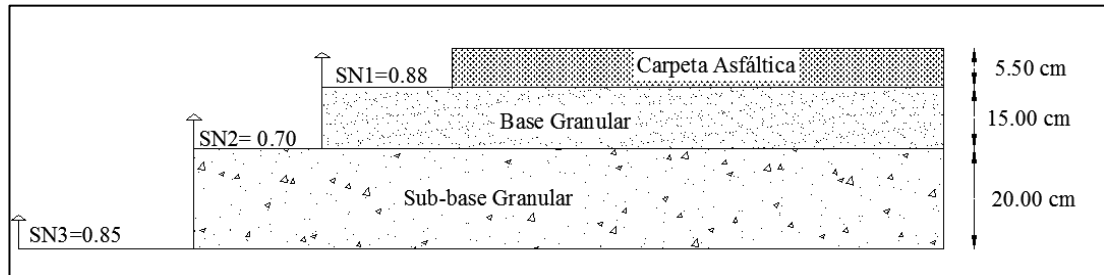 Carpeta Asfáltica
5.50 cm
SN1=0.88
Base Granular
15.00 cm
SN2= 0.70
Sub-base Granular
20.00 cm
SN3=0.85